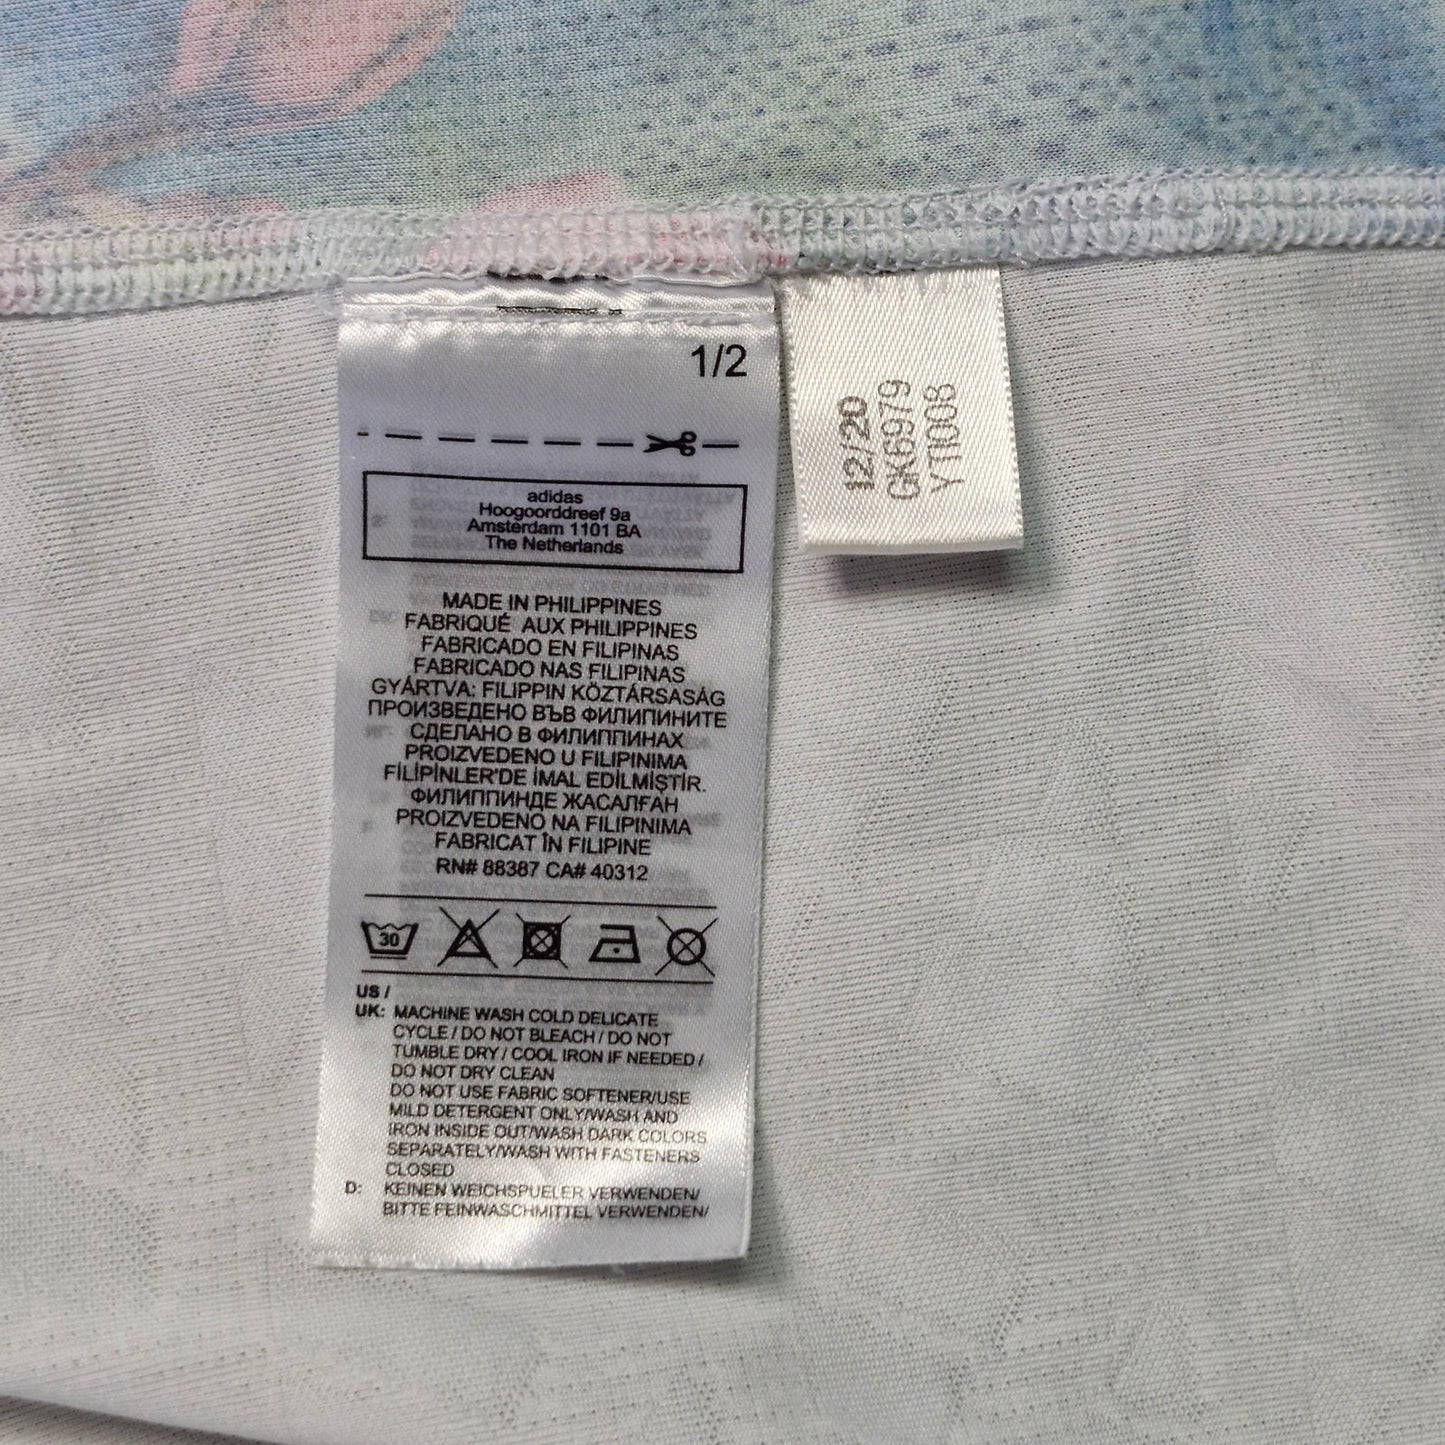 1/2
adidas
Hoogoorddreef 9a
Amsterdam 1101 BA
The Netherlands
MADE IN PHILIPPINES
FABRIQUÉ AUX PHILIPPINES
FABRICADO EN FILIPINAS
FABRICADO NAS FILIPINAS
GYÁRTVA: FILIPPIN KÖZTÁRSASÁG
ПРОИЗВЕДЕНО ВЪВ ФИЛИПИНИТЕ
СДЕЛАНО В ФИЛИППИНАХ
PROIZVEDENO U FILIPINIMA
FİLİPİNLER'DE İMAL EDİLMİŞTİR.
ФИЛИППИНДЕ ЖАСАЛҒАН
PROIZVEDENO NA FILIPINIMA
FABRICAT ÎN FILIPINE
RN# 88387 CA# 40312
30
US /
UK: MACHINE WASH COLD DELICATE
CYCLE / DO NOT BLEACH / DO NOT
TUMBLE DRY / COOL IRON IF NEEDED /
DO NOT DRY CLEAN
DO NOT USE FABRIC SOFTENER/USE
MILD DETERGENT ONLY/WASH AND
IRON INSIDE OUT/WASH DARK COLORS
SEPARATELY/WASH WITH FASTENERS
CLOSED
D: KEINEN WEICHSPUELER VERWENDEN/
BITTE FEINWASCHMITTEL VERWENDEN/
12/20
GK6979
YTI008